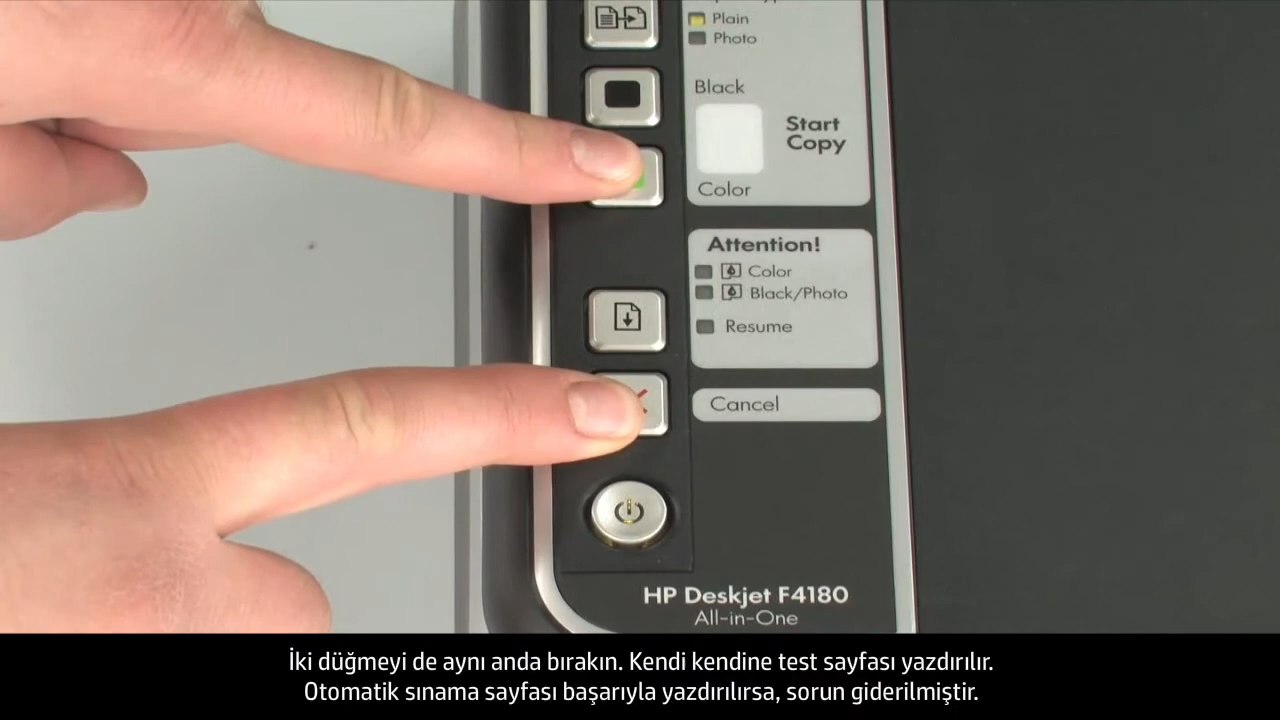 Plain
Photo
Black
Start
Copy
Color
Attention!
Color
Black/Photo
Resume
Cancel
HP Deskjet F4180
All-in-One
İki düğmeyi de aynı anda bırakın. Kendi kendine test sayfası yazdırılır.
Otomatik sınama sayfası başarıyla yazdırılırsa, sorun giderilmiştir.